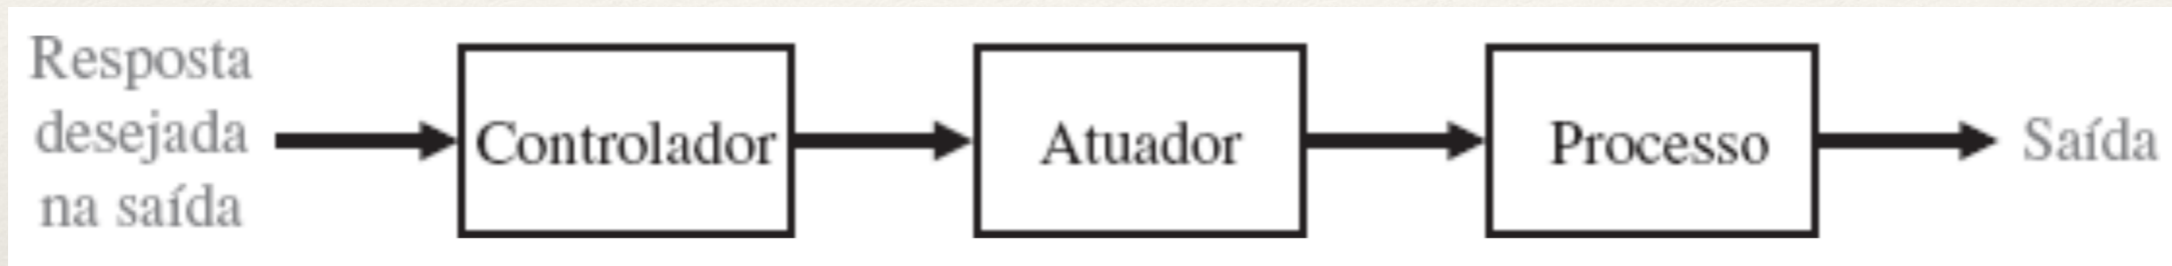 Resposta
desejada
na saída
Controlador
Atuador
Processo
Saída